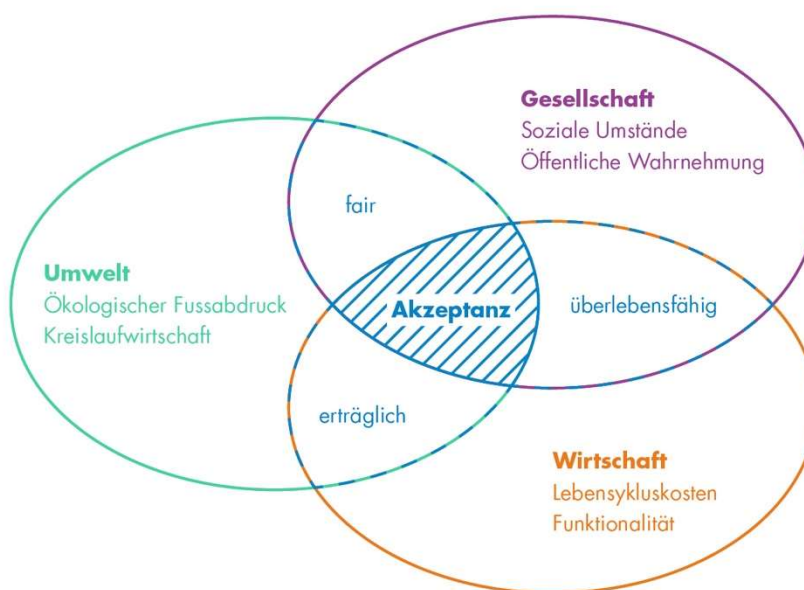 Gesellschaft
Soziale Umstände
Öffentliche Wahrnehmung
fair
Umwelt
Ökologischer Fussabdruck
Kreislaufwirtschaft
Akzeptanz
überlebensfähig
erträglich
Wirtschaft
Lebensykluskosten
Funktionalität